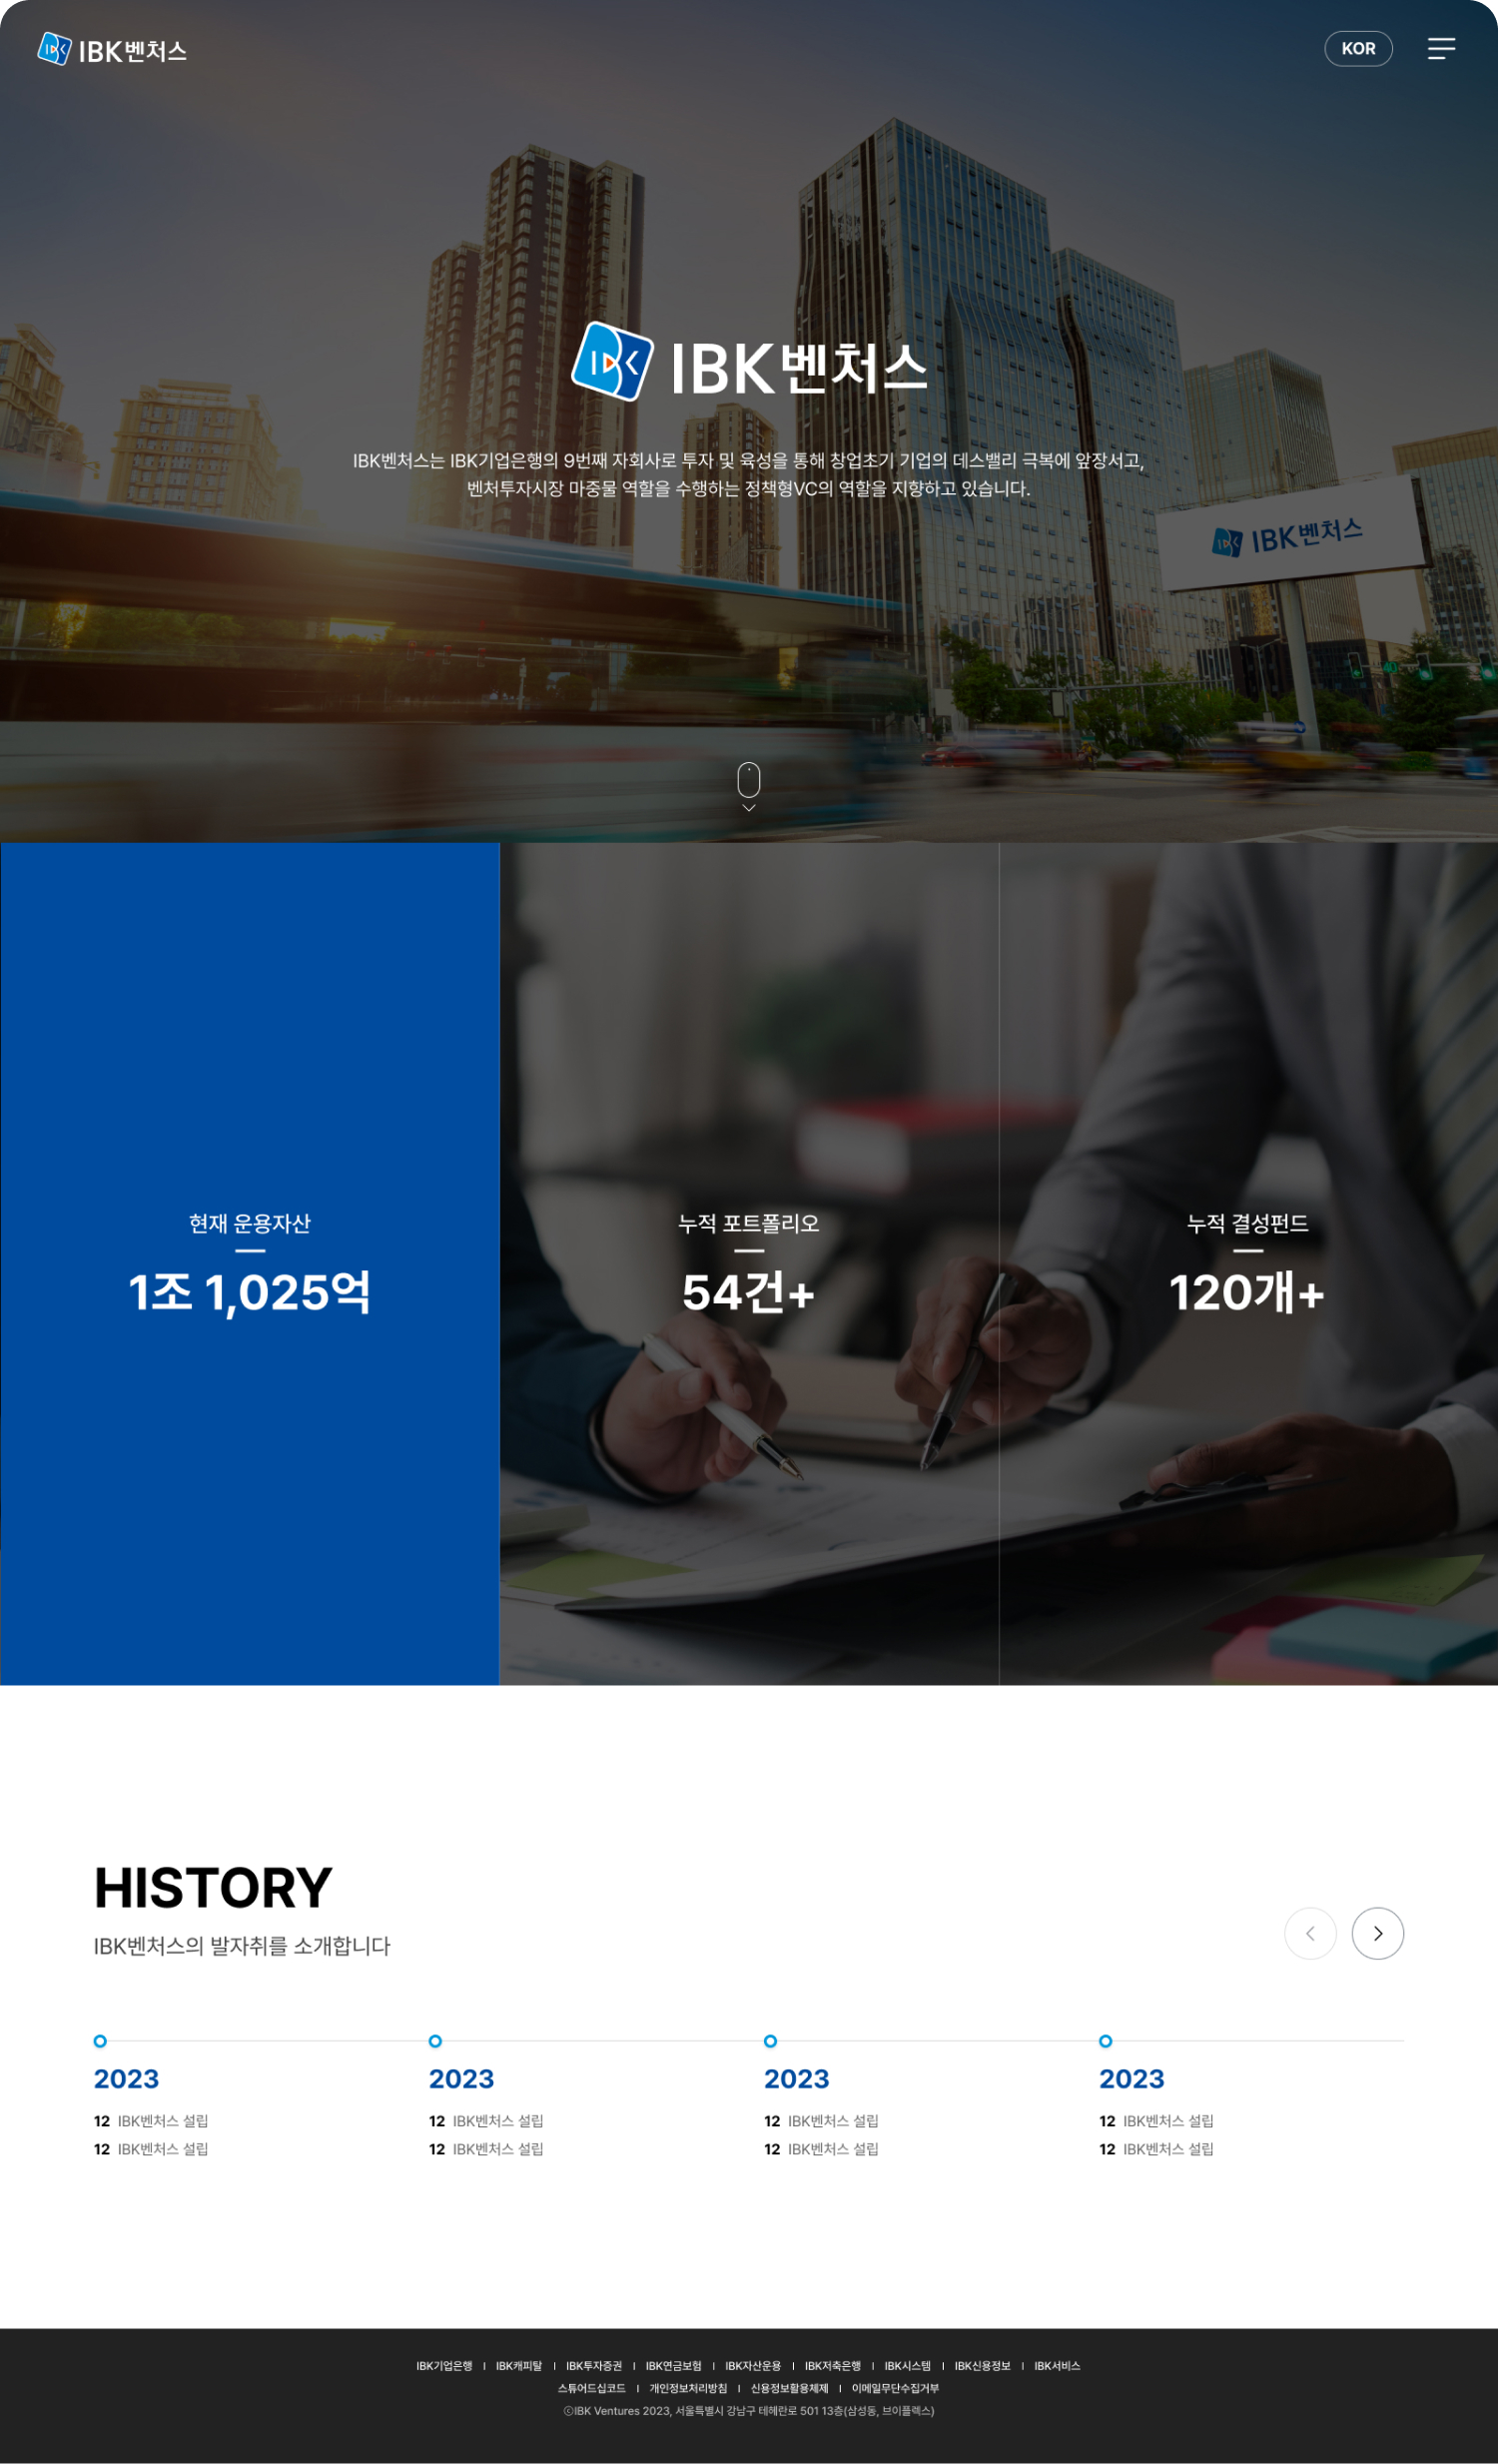 IBK벤처스
KOR
IBK벤처스
IBK벤처스는 IBK기업은행의 9번째 자회사로 투자 및 육성을 통해 창업초기 기업의 데스밸리 극복에 앞장서고,
벤처투자시장 마중물 역할을 수행하는 정책형VC의 역할을 지향하고 있습니다.
IBK벤처스
현재 운용자산
1조 1,025억
누적 포트폴리오
54건+
누적 결성펀드
120개+
HISTORY
IBK벤처스의 발자취를 소개합니다
2023
12 IBK벤처스 설립
12 IBK벤처스 설립
2023
12 IBK벤처스 설립
12 IBK벤처스 설립
2023
12 IBK벤처스 설립
12 IBK벤처스 설립
2023
12 IBK벤처스 설립
12 IBK벤처스 설립
IBK기업은행 | IBK캐피탈 | IBK투자증권 | IBK연금보험 | IBK자산운용 | IBK저축은행 | IBK시스템 | IBK신용정보 | IBK서비스
스튜어드십코드 | 개인정보처리방침 | 신용정보활용체제 | 이메일무단수집거부
ⓒIBK Ventures 2023, 서울특별시 강남구 테헤란로 501 13층(삼성동, 브이플렉스)